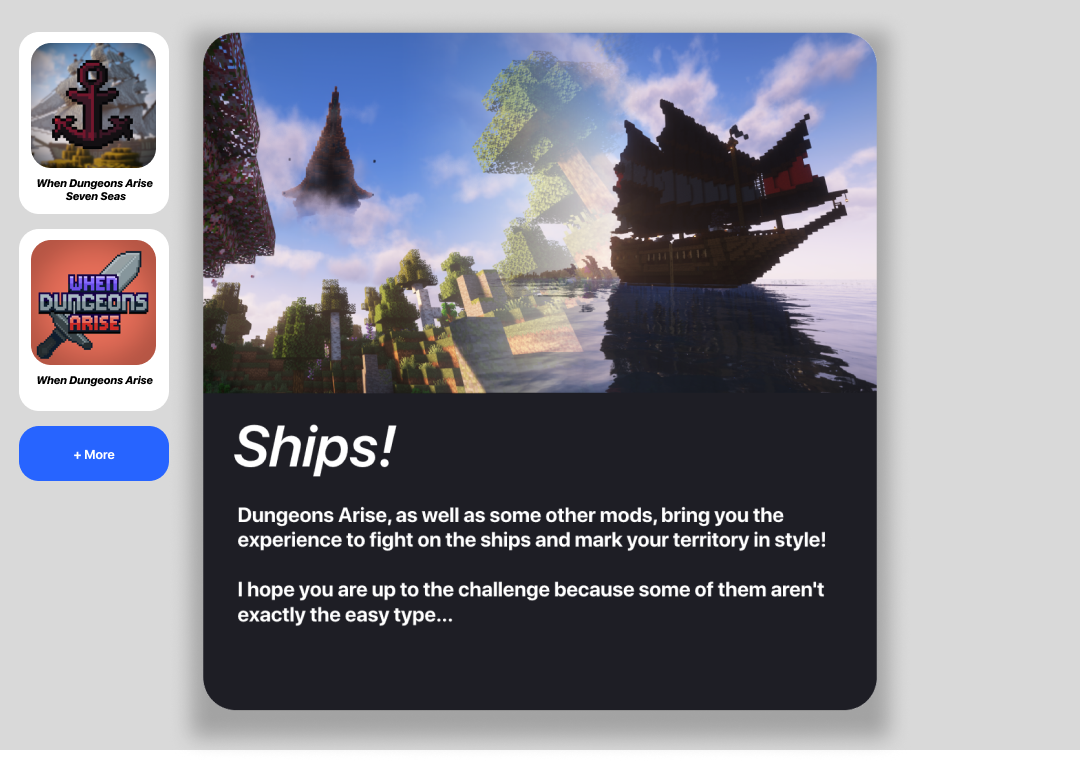 When Dungeons Arise
Seven Seas
WHEN
DUNGEONS
ARISE
When Dungeons Arise
+ More
Ships!
Dungeons Arise, as well as some other mods, bring you the
experience to fight on the ships and mark your territory in style!
I hope you are up to the challenge because some of them aren't
exactly the easy type...